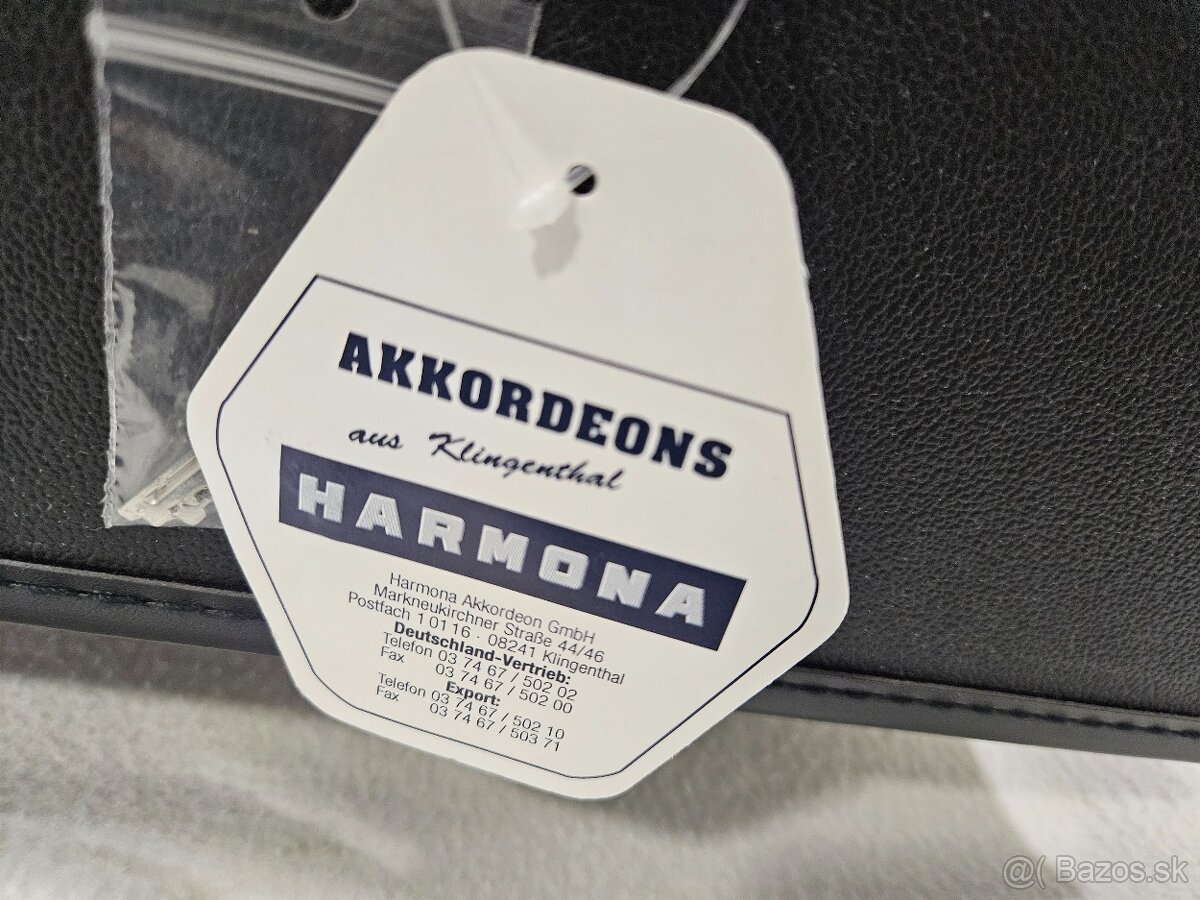 AKKORDEONS
aus Klingenthal
HARMONA
Harmona Akkordeon GmbH
Markneukirchner Straße 44/46
Postfach 1 01 16 · 08241 Klingenthal
Deutschland-Vertrieb:
Telefon 03 74 67 / 502 02
Fax 03 74 67 / 502 00
Export:
Telefon 03 74 67 / 502 10
Fax 03 74 67 / 503 71
@( Bazos.sk